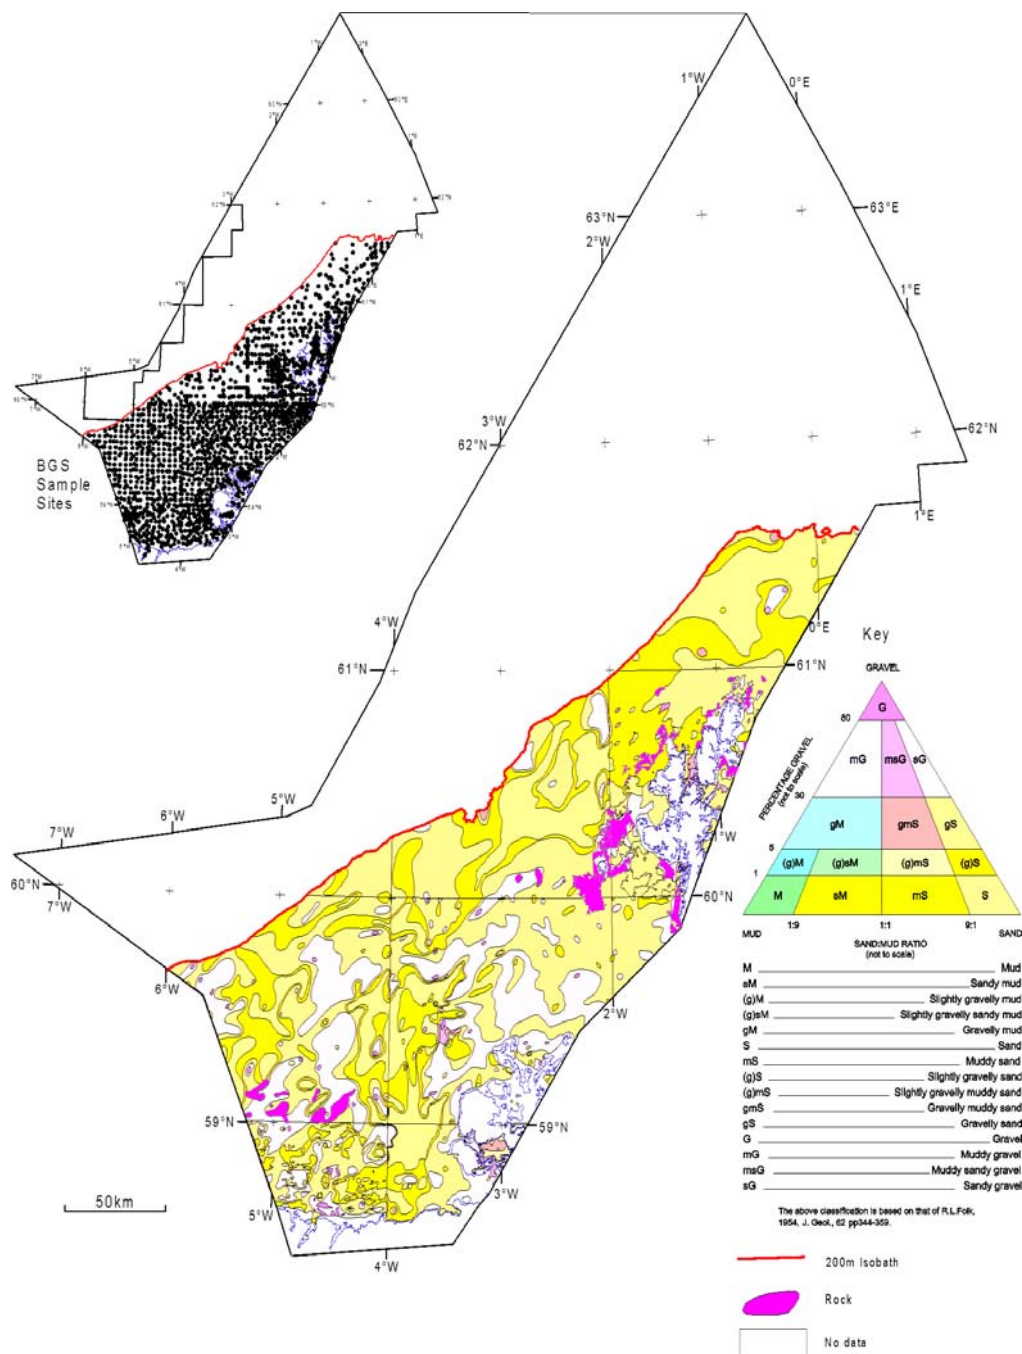 BGS
Sample
Sites
1°W
0°E
63°N
63°E
2°W
1°E
3°W
62°N
62°N
1°E
4°W
61°N
0°E
61°N
5°W
6°W
7°W
60°N
7°W
1°W
60°N
6°W
2°W
59°N
59°N
3°W
5°W
4°W
50km
Key
GRAVEL
PERCENTAGE GRAVEL
(not to scale)
G
80
mG
msG
sG
30
gM
gmS
gS
5
(g)M
(g)sM
(g)mS
(g)S
1
M
sM
mS
S
MUD
1:9
1:1
9:1
SAND
SAND:MUD RATIO
(not to scale)
M Mud
sM Sandy mud
(g)M Slightly gravelly mud
(g)sM Slightly gravelly sandy mud
gM Gravelly mud
S Sand
mS Muddy sand
(g)S Slightly gravelly sand
(g)mS Slightly gravelly muddy sand
gmS Gravelly muddy sand
gS Gravelly sand
G Gravel
mG Muddy gravel
msG Muddy sandy gravel
sG Sandy gravel
The above classification is based on that of R.L.Folk,
1954, J. Geol., 62 pp344-359.
200m Isobath
Rock
No data